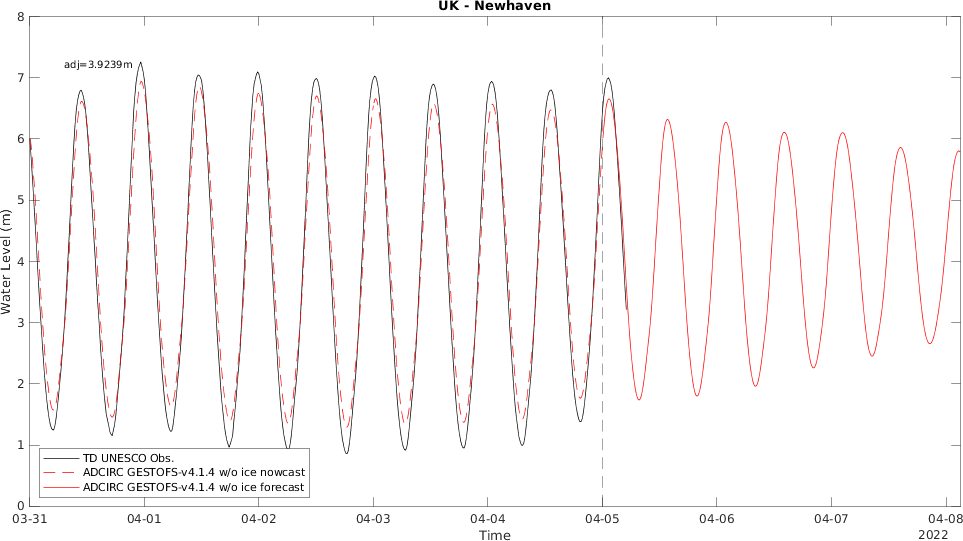 UK - Newhaven
adj=3.9239m
8
7
6
5
4
3
2
1
0
Water Level (m)
TD UNESCO Obs.
ADCIRC GESTOFS-v4.1.4 w/o ice nowcast
ADCIRC GESTOFS-v4.1.4 w/o ice forecast
03-31 04-01 04-02 04-03 04-04 04-05 04-06 04-07 04-08
Time
2022